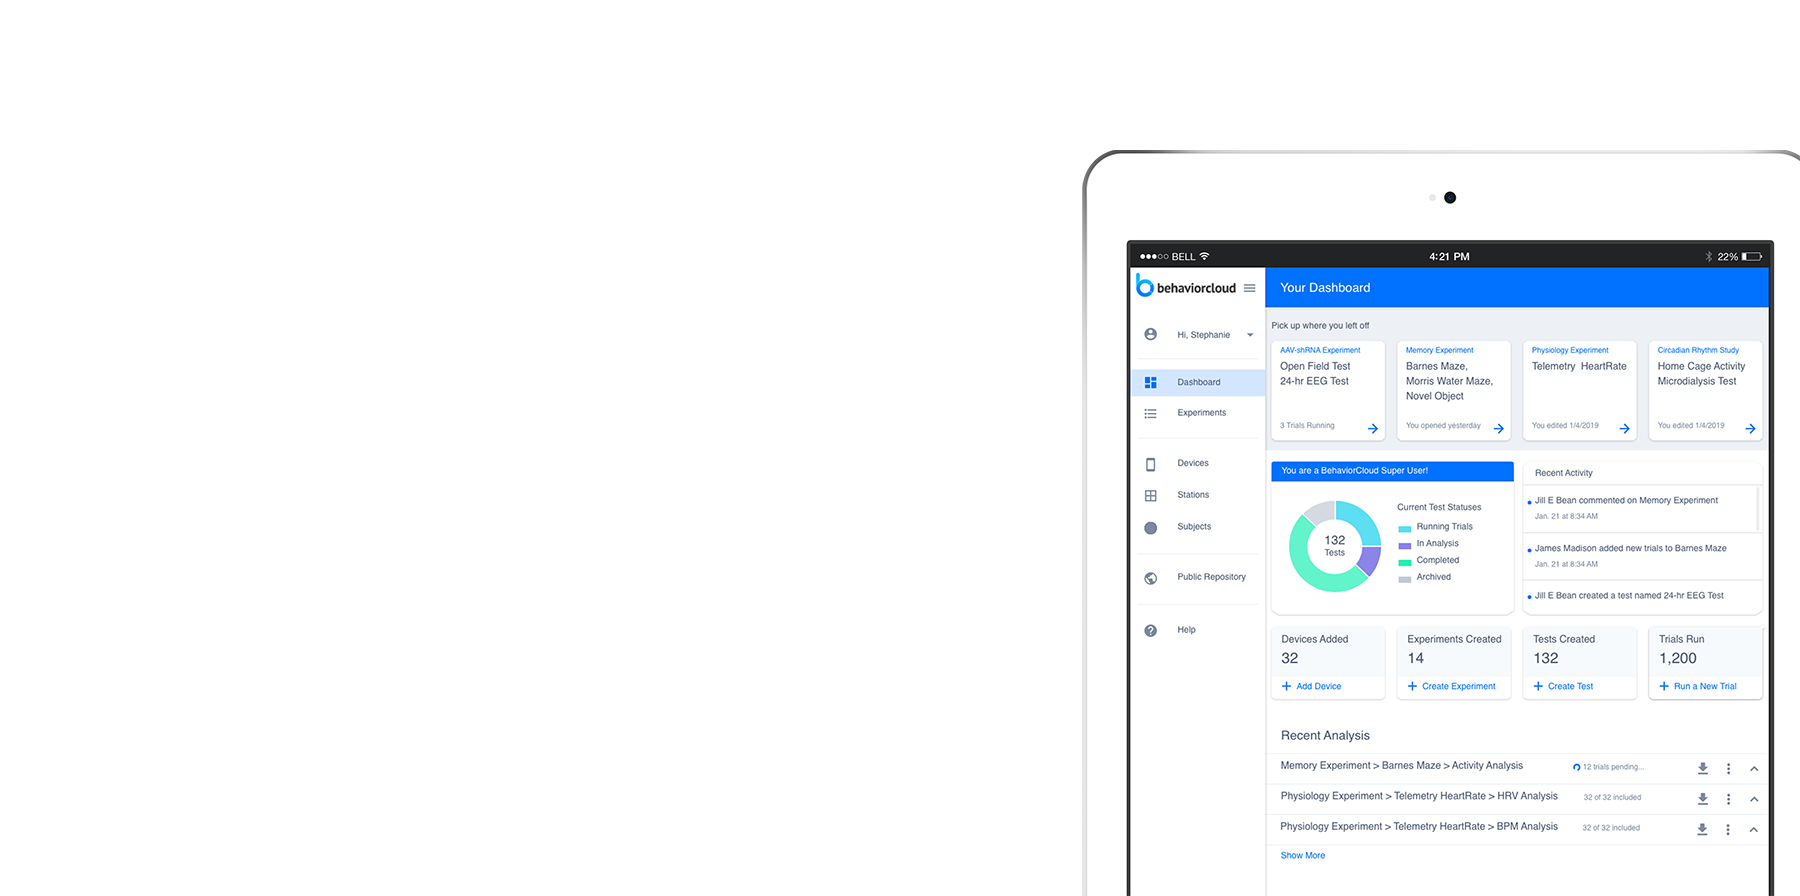 BELL
4:21 PM
22%
behaviorcloud
Your Dashboard
Hi, Stephanie
Dashboard
Experiments
Devices
Stations
Subjects
Public Repository
Help
Pick up where you left off
AAV-shRNA Experiment
Open Field Test
24-hr EEG Test
3 Trials Running
Memory Experiment
Barnes Maze,
Morris Water Maze,
Novel Object
You opened yesterday
Physiology Experiment
Telemetry HeartRate
You edited 1/4/2019
Circadian Rhythm Study
Home Cage Activity
Microdialysis Test
You edited 1/4/2019
You are a BehaviorCloud Super User!
132
Tests
Current Test Statuses
Running Trials
In Analysis
Completed
Archived
Recent Activity
Jill E Bean commented on Memory Experiment
Jan. 21 at 8:34 AM
James Madison added new trials to Barnes Maze
Jan. 21 at 8:34 AM
Jill E Bean created a test named 24-hr EEG Test
Devices Added
32
+ Add Device
Experiments Created
14
+ Create Experiment
Tests Created
132
+ Create Test
Trials Run
1,200
+ Run a New Trial
Recent Analysis
Memory Experiment > Barnes Maze > Activity Analysis
12 trials pending...
Physiology Experiment > Telemetry HeartRate > HRV Analysis
32 of 32 included
Physiology Experiment > Telemetry HeartRate > BPM Analysis
32 of 32 included
Show More